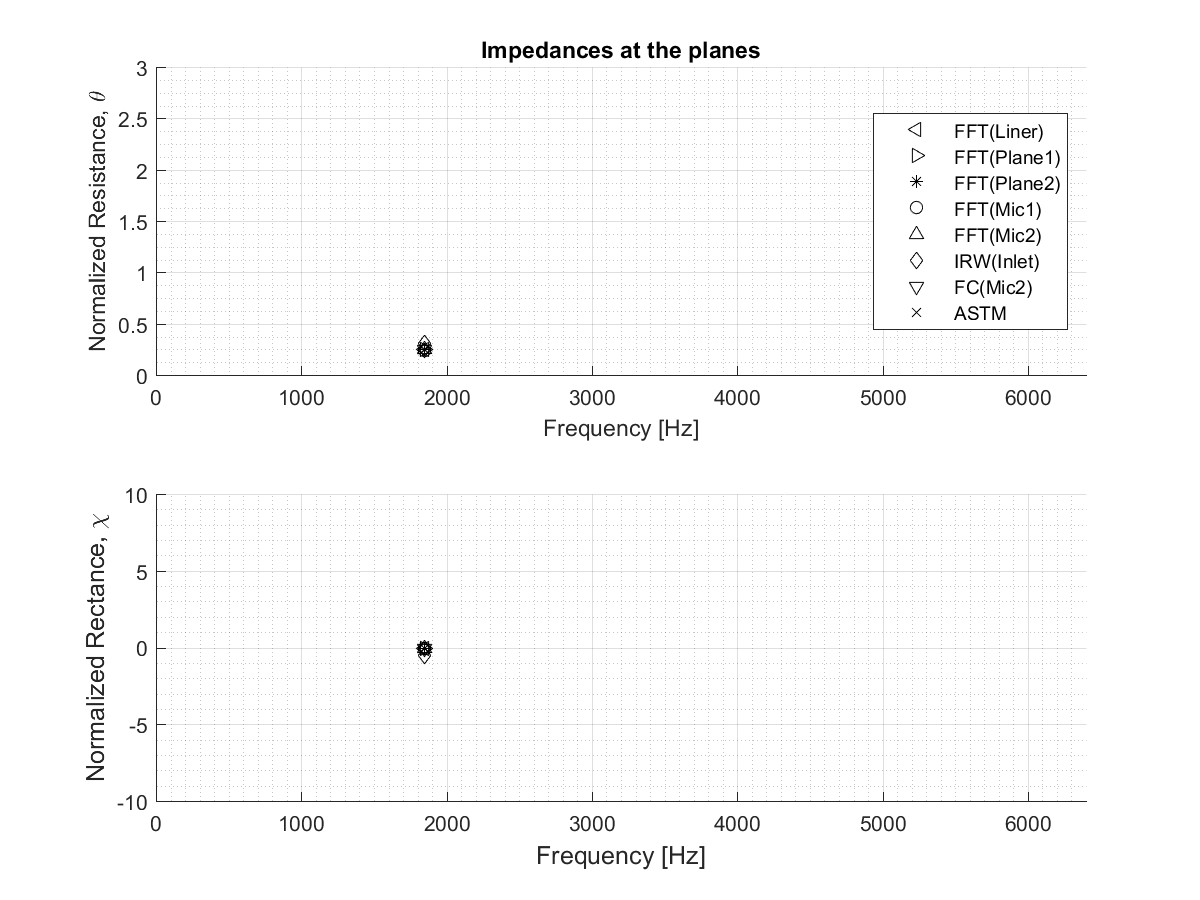 Impedances at the planes
Normalized Resistance, θ
3
2.5
2
1.5
1
0.5
0
FFT(Liner)
FFT(Plane1)
FFT(Plane2)
FFT(Mic1)
FFT(Mic2)
IRW(Inlet)
FC(Mic2)
ASTM
0 1000 2000 3000 4000 5000 6000
Frequency [Hz]
Normalized Rectance, χ
10
5
0
-5
-10
0 1000 2000 3000 4000 5000 6000
Frequency [Hz]